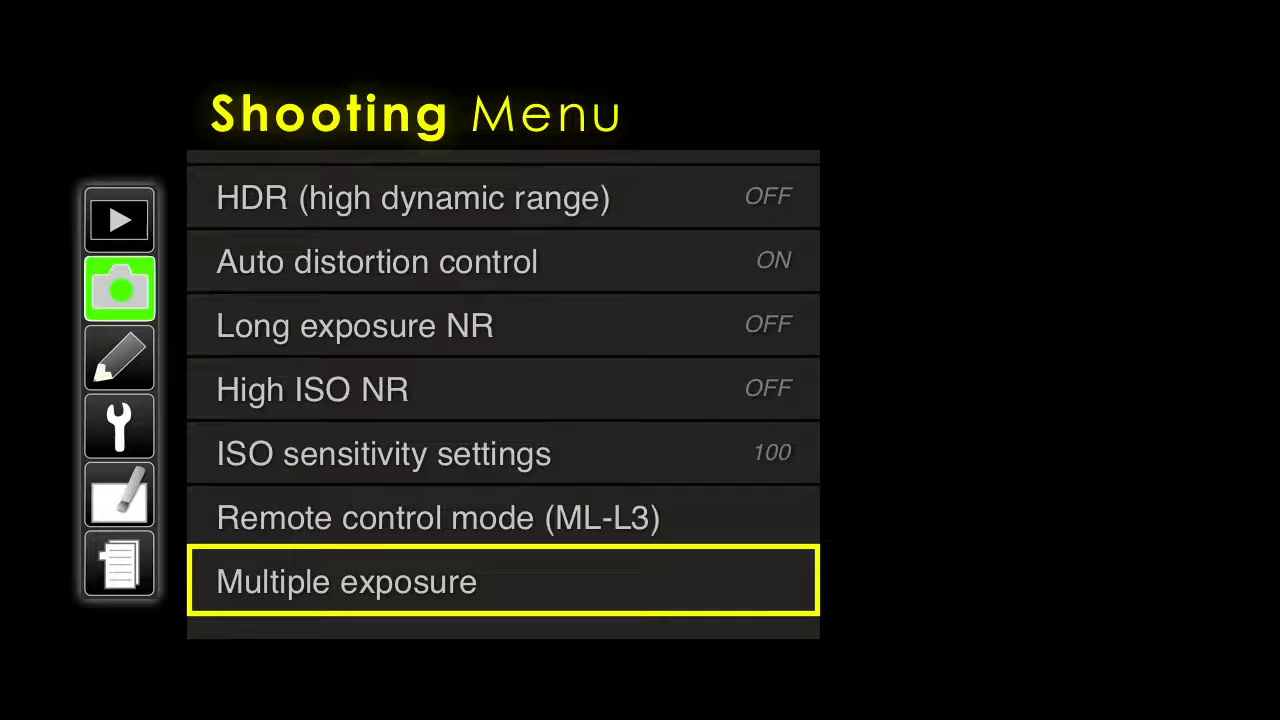 Shooting Menu
HDR (high dynamic range) OFF
Auto distortion control ON
Long exposure NR OFF
High ISO NR OFF
ISO sensitivity settings 100
Remote control mode (ML-L3)
Multiple exposure